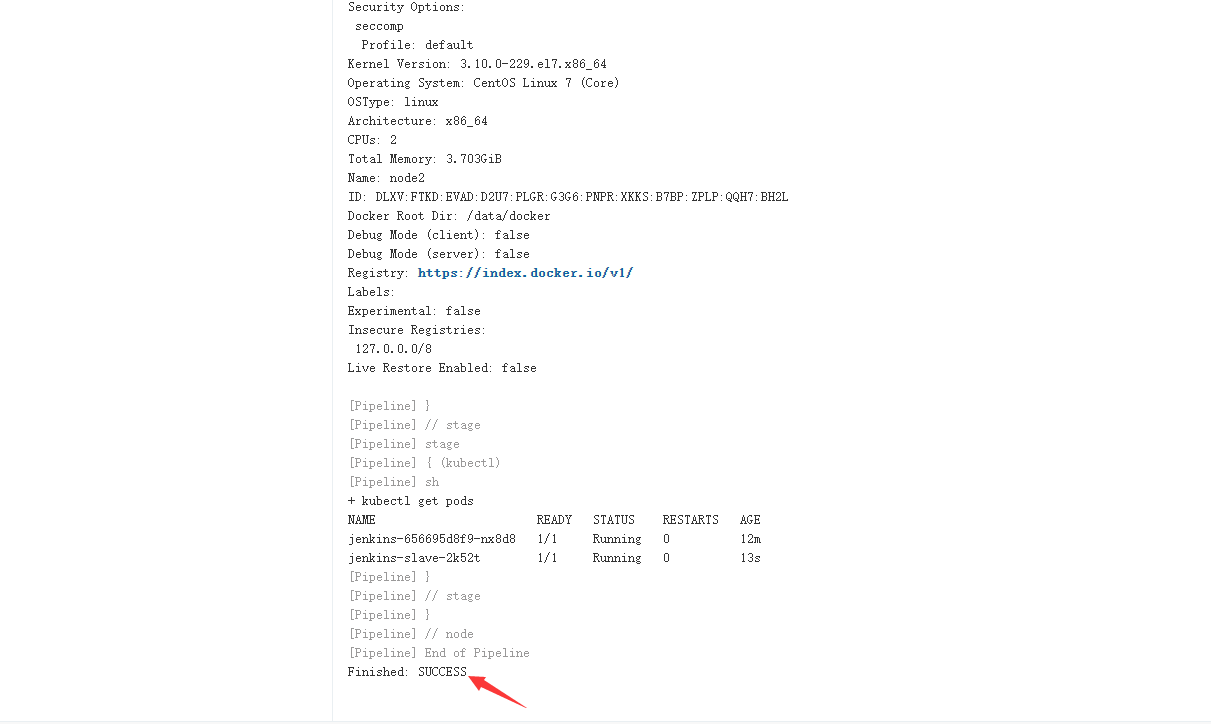 Security Options:
seccomp
Profile: default
Kernel Version: 3.10.0-229.el7.x86_64
Operating System: CentOS Linux 7 (Core)
OSType: linux
Architecture: x86_64
CPUs: 2
Total Memory: 3.703GiB
Name: node2
ID: DLXV:FTKD:EVAD:D2U7:PLGR:G3G6:PNPR:XKKS:B7BP:ZPLP:QQH7:BH2L
Docker Root Dir: /data/docker
Debug Mode (client): false
Debug Mode (server): false
Registry: https://index.docker.io/v1/
Labels:
Experimental: false
Insecure Registries:
127.0.0.0/8
Live Restore Enabled: false
[Pipeline] }
[Pipeline] // stage
[Pipeline] stage
[Pipeline] { (kubectl)
[Pipeline] sh
+ kubectl get pods
NAME READY STATUS RESTARTS AGE
jenkins-656695d8f9-nx8d8 1/1 Running 0 12m
jenkins-slave-2k52t 1/1 Running 0 13s
[Pipeline] }
[Pipeline] // stage
[Pipeline] }
[Pipeline] // node
[Pipeline] End of Pipeline
Finished: SUCCESS